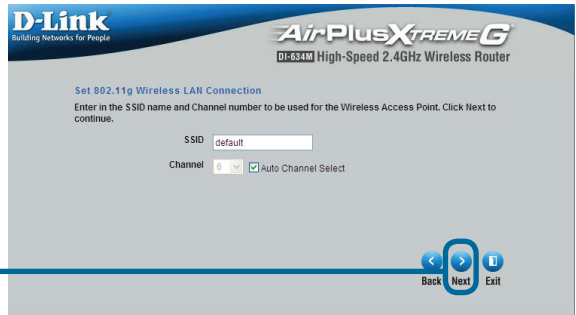 D-Link
Building Networks for People
AirPlus XTREME G
DI-634M High-Speed 2.4GHz Wireless Router
Set 802.11g Wireless LAN Connection
Enter in the SSID name and Channel number to be used for the Wireless Access Point. Click Next to
continue.
SSID default
Channel 6 Auto Channel Select
Back Next Exit